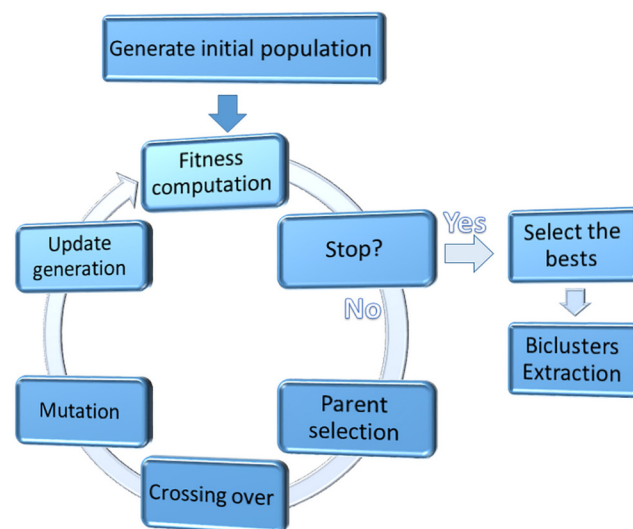 Generate initial population
Fitness
computation
Stop?
Yes
Select the
bests
Biclusters
Extraction
No
Parent
selection
Crossing over
Mutation
Update
generation